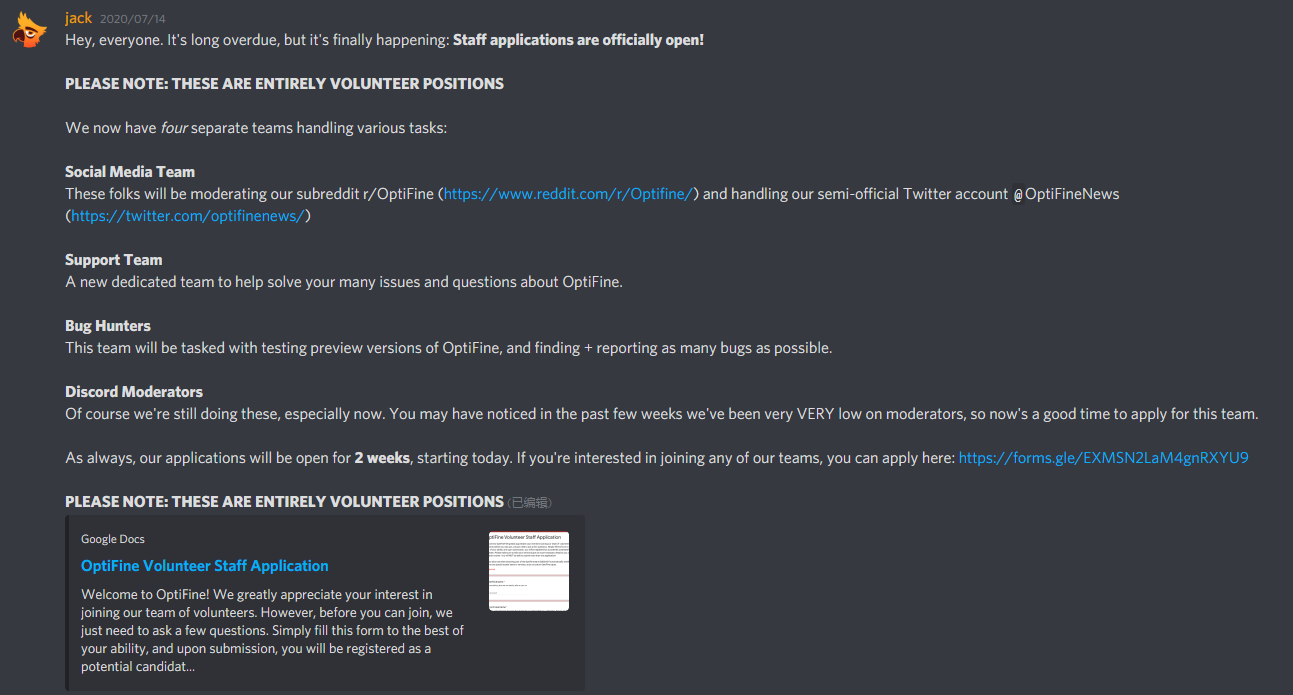 jack 2020/07/14
Hey, everyone. It's long overdue, but it's finally happening: Staff applications are officially open!
PLEASE NOTE: THESE ARE ENTIRELY VOLUNTEER POSITIONS
We now have four separate teams handling various tasks:
Social Media Team
These folks will be moderating our subreddit r/OptiFine (https://www.reddit.com/r/Optifine/) and handling our semi-official Twitter account @OptiFineNews
(https://twitter.com/optifinenews/)
Support Team
A new dedicated team to help solve your many issues and questions about OptiFine.
Bug Hunters
This team will be tasked with testing preview versions of OptiFine, and finding + reporting as many bugs as possible.
Discord Moderators
Of course we're still doing these, especially now. You may have noticed in the past few weeks we've been very VERY low on moderators, so now's a good time to apply for this team.
As always, our applications will be open for 2 weeks, starting today. If you're interested in joining any of our teams, you can apply here: https://forms.gle/EXMSN2LaM4gnRXYU9
PLEASE NOTE: THESE ARE ENTIRELY VOLUNTEER POSITIONS (已编辑)
Google Docs
OptiFine Volunteer Staff Application
Welcome to OptiFine! We greatly appreciate your interest in
joining our team of volunteers. However, before you can join, we
just need to ask a few questions. Simply fill this form to the best of
your ability, and upon submission, you will be registered as a
potential candidat...
ptiFine Volunteer Staff Application